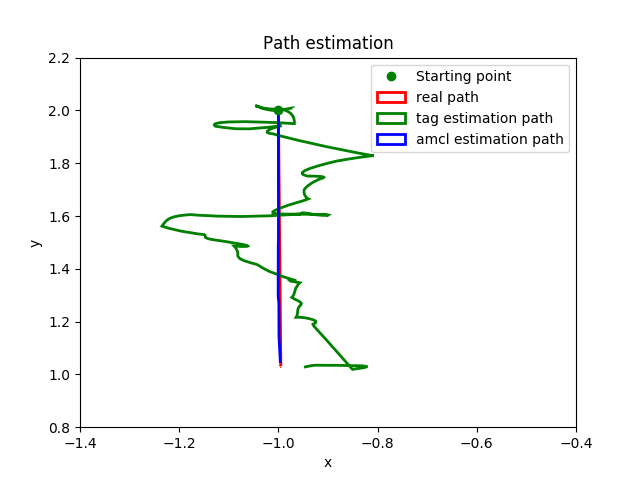 Path estimation
2.2
2.0
1.8
1.6
1.4
1.2
1.0
0.8
y
Starting point
real path
tag estimation path
amcl estimation path
−1.4
−1.2
−1.0
−0.8
−0.6
−0.4
x